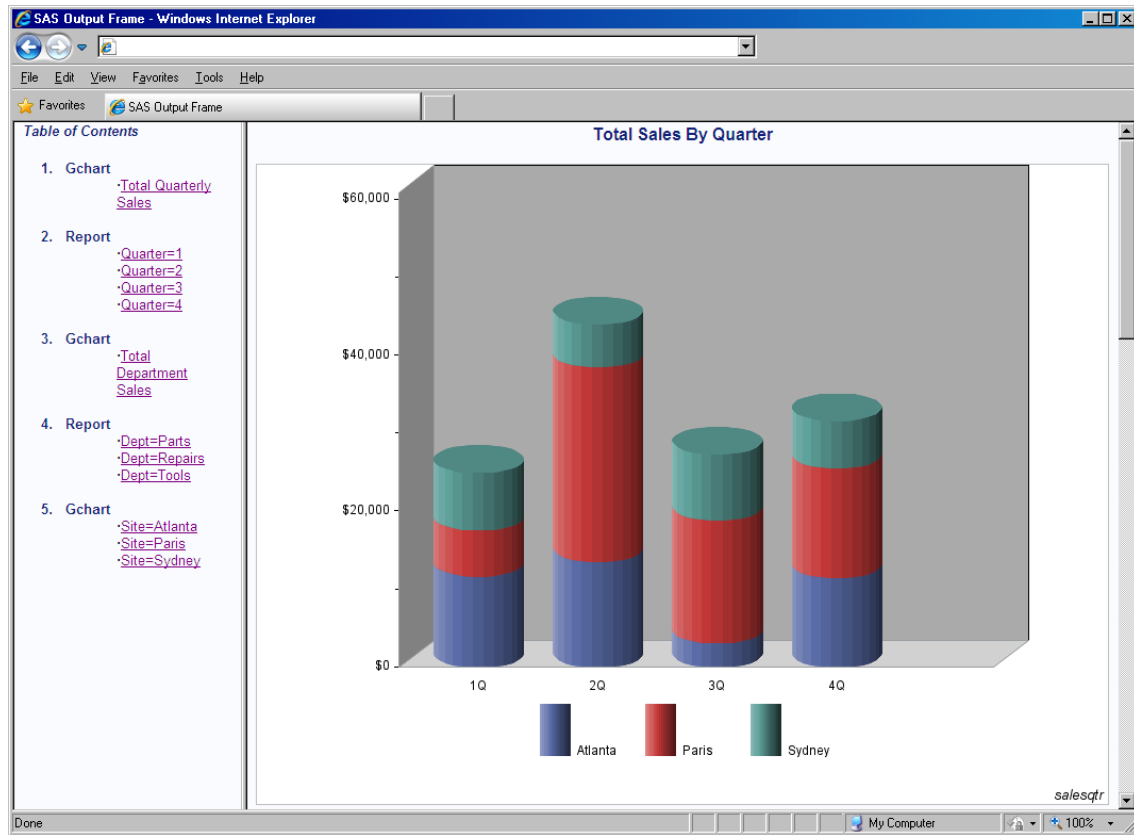 SAS Output Frame - Windows Internet Explorer
File Edit View Favorites Tools Help
Favorites SAS Output Frame
Table of Contents
1. Gchart
·Total Quarterly
Sales
2. Report
·Quarter=1
·Quarter=2
·Quarter=3
·Quarter=4
3. Gchart
·Total
Department
Sales
4. Report
·Dept=Parts
·Dept=Repairs
·Dept=Tools
5. Gchart
·Site=Atlanta
·Site=Paris
·Site=Sydney
Total Sales By Quarter
$60,000
$40,000
$20,000
$0
1Q 2Q 3Q 4Q
Atlanta Paris Sydney
salesqtr
Done My Computer 100%